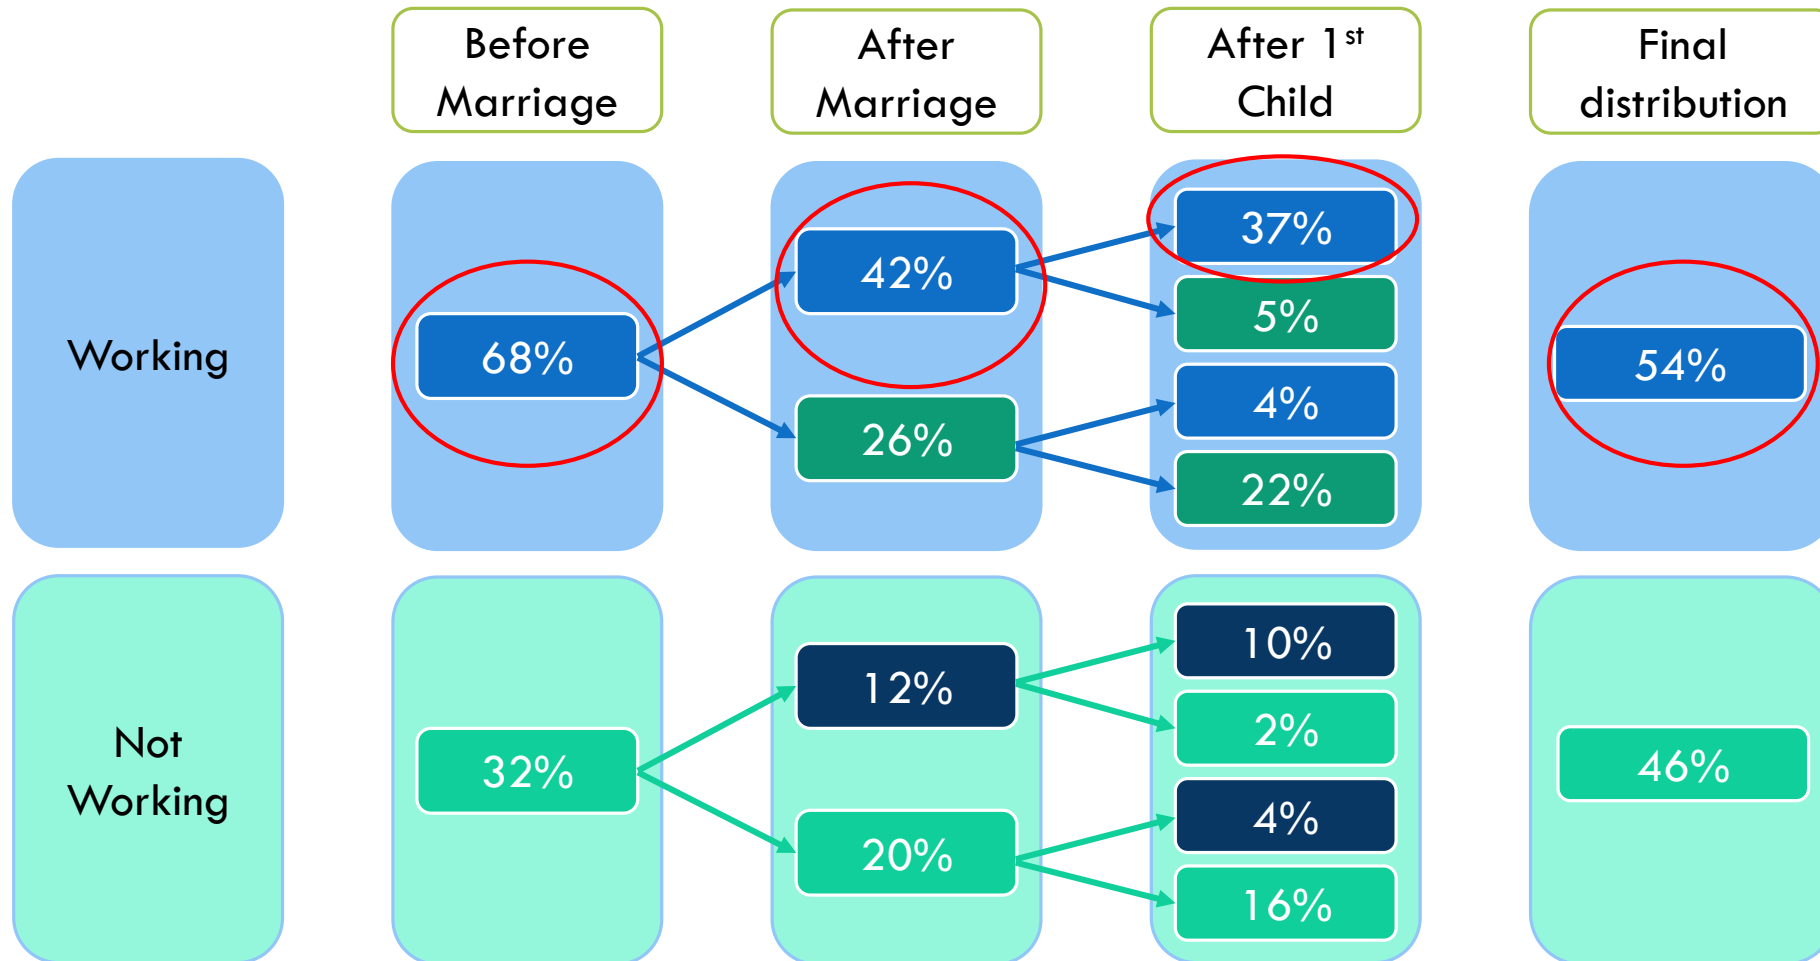 Before
Marriage
After
Marriage
After 1st
Child
Final
distribution
Working
68%
42%
26%
37%
5%
4%
22%
54%
Not
Working
32%
12%
20%
10%
2%
4%
16%
46%